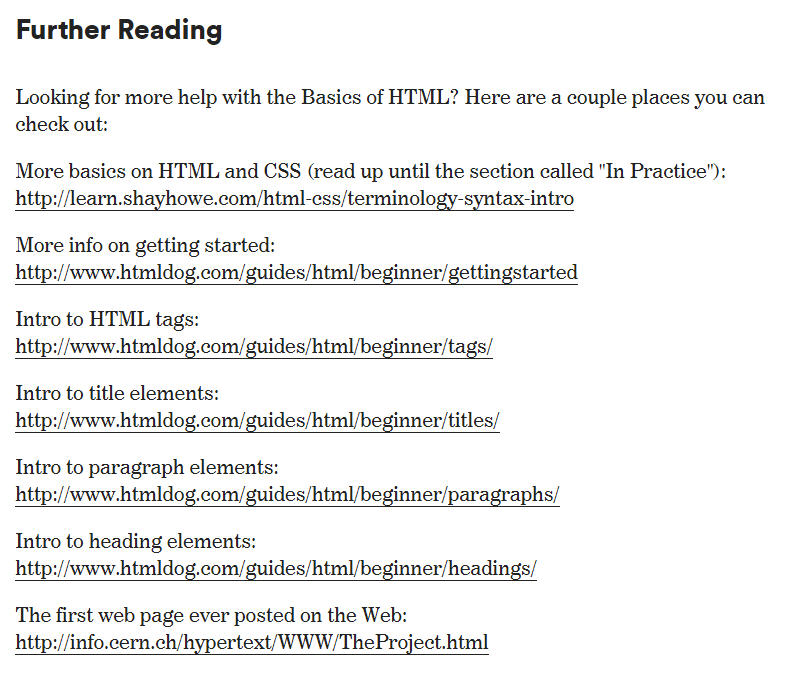 Further Reading
Looking for more help with the Basics of HTML? Here are a couple places you can
check out:
More basics on HTML and CSS (read up until the section called "In Practice"):
http://learn.shayhowe.com/html-css/terminology-syntax-intro
More info on getting started:
http://www.htmldog.com/guides/html/beginner/gettingstarted
Intro to HTML tags:
http://www.htmldog.com/guides/html/beginner/tags/
Intro to title elements:
http://www.htmldog.com/guides/html/beginner/titles/
Intro to paragraph elements:
http://www.htmldog.com/guides/html/beginner/paragraphs/
Intro to heading elements:
http://www.htmldog.com/guides/html/beginner/headings/
The first web page ever posted on the Web:
http://info.cern.ch/hypertext/WWW/TheProject.html